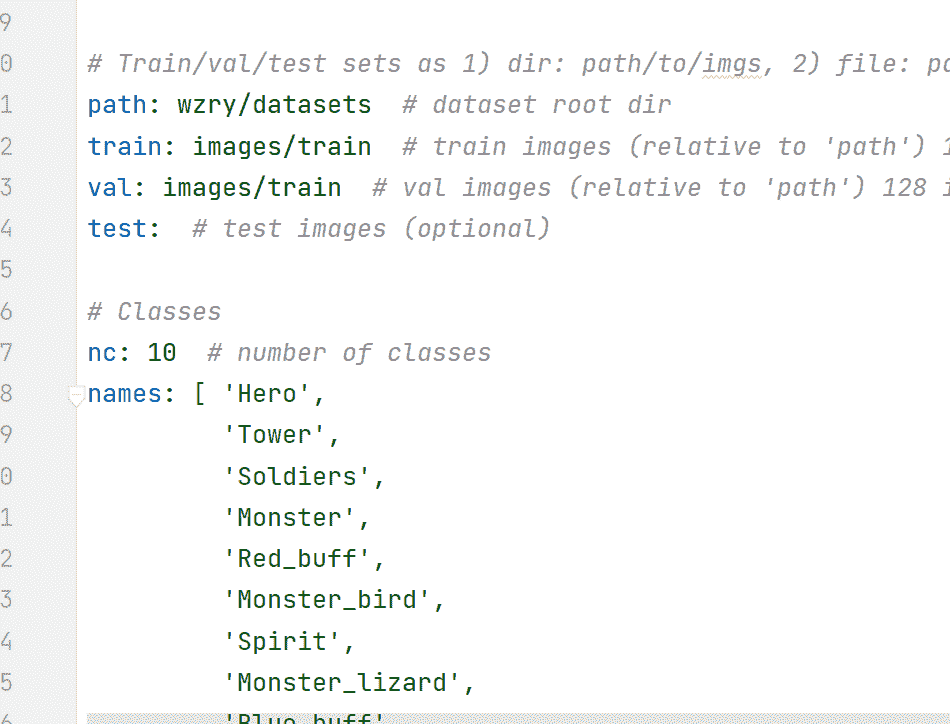 9
0 # Train/val/test sets as 1) dir: path/to/imgs, 2) file:
1 path: wzry/datasets # dataset root dir
2 train: images/train # train images (relative to 'path')
3 val: images/train # val images (relative to 'path') 128
4 test: # test images (optional)
5
6 # Classes
7 nc: 10 # number of classes
8 names: [ 'Hero',
9 'Tower',
0 'Soldiers',
1 'Monster',
2 'Red_buff',
3 'Monster_bird',
4 'Spirit',
5 'Monster_lizard',
6 'Blue_buff'